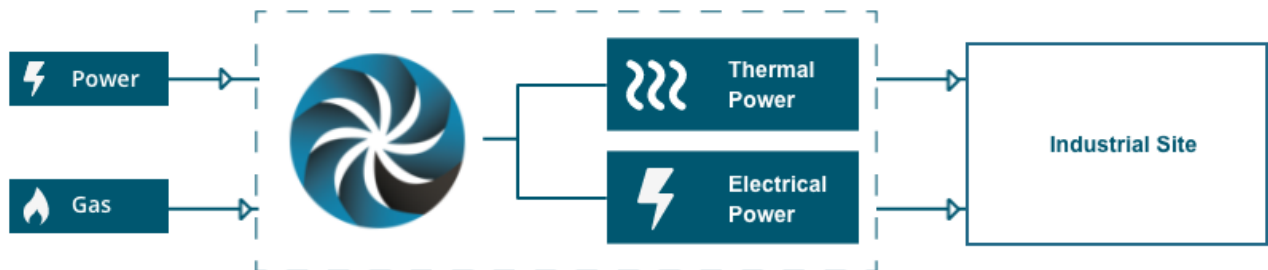 Power
Gas
Thermal
Power
Electrical
Power
Industrial Site